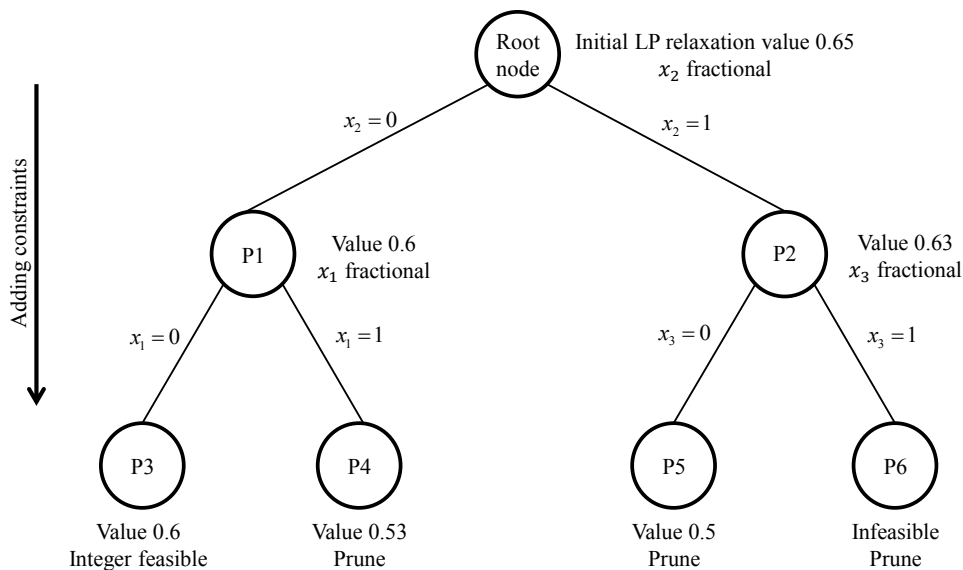 Root
node
Initial LP relaxation value 0.65
x₂ fractional
x₂ = 0
x₂ = 1
Adding constraints
P1
Value 0.6
x₁ fractional
P2
Value 0.63
x₃ fractional
x₁ = 0
x₁ = 1
x₃ = 0
x₃ = 1
P3
P4
P5
P6
Value 0.6
Integer feasible
Value 0.53
Prune
Value 0.5
Prune
Infeasible
Prune